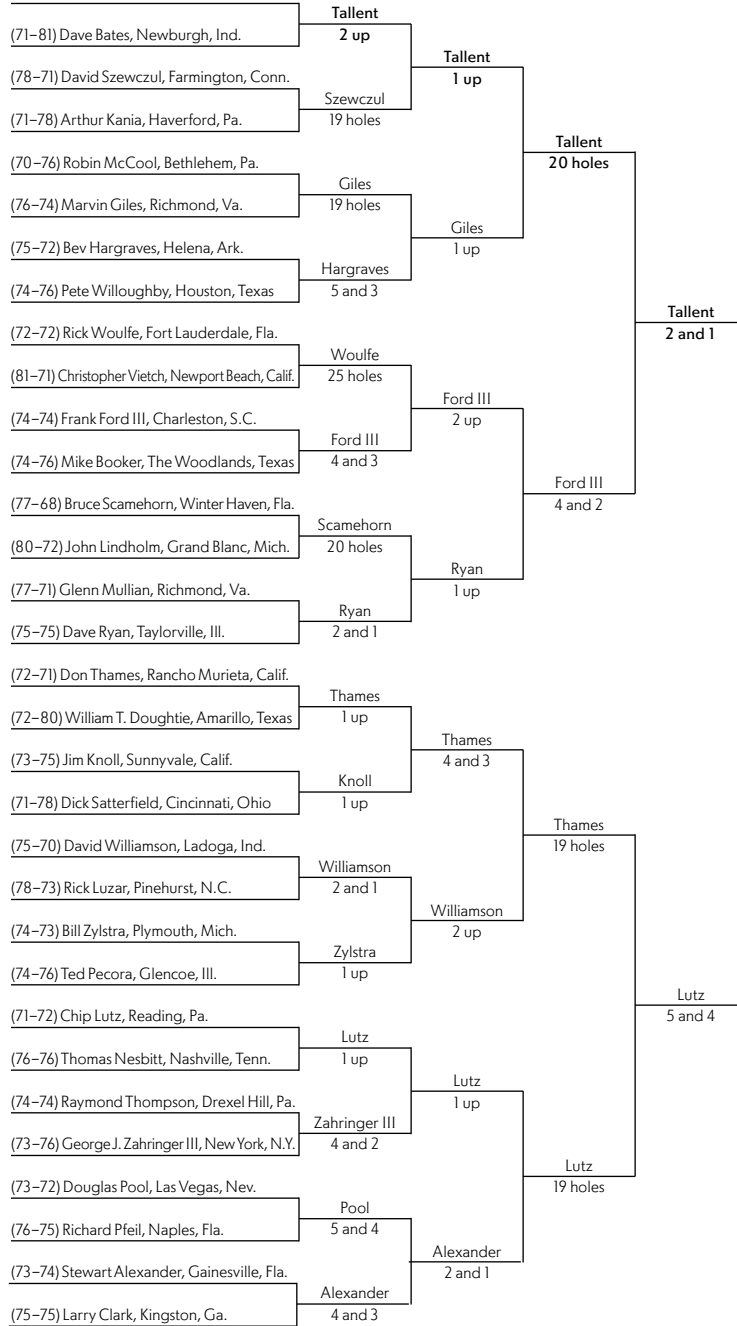 Tallent
(71–81) Dave Bates, Newburgh, Ind.
2 up
Tallent
(78–71) David Szewczul, Farmington, Conn.
1 up
Szewczul
(71–78) Arthur Kania, Haverford, Pa.
19 holes
Tallent
(70–76) Robin McCool, Bethlehem, Pa.
20 holes
Giles
(76–74) Marvin Giles, Richmond, Va.
19 holes
Giles
(75–72) Bev Hargraves, Helena, Ark.
1 up
Hargraves
(74–76) Pete Willoughby, Houston, Texas
5 and 3
Tallent
(72–72) Rick Woulfe, Fort Lauderdale, Fla.
2 and 1
Woulfe
(81–71) Christopher Vietch, Newport Beach, Calif.
25 holes
Ford III
(74–74) Frank Ford III, Charleston, S.C.
2 up
Ford III
(74–76) Mike Booker, The Woodlands, Texas
4 and 3
Ford III
(77–68) Bruce Scamehorn, Winter Haven, Fla.
4 and 2
Scamehorn
(80–72) John Lindholm, Grand Blanc, Mich.
20 holes
Ryan
(77–71) Glenn Mullian, Richmond, Va.
1 up
Ryan
(75–75) Dave Ryan, Taylorville, Ill.
2 and 1
(72–71) Don Thames, Rancho Murieta, Calif.
Thames
(72–80) William T. Doughtie, Amarillo, Texas
1 up
Thames
(73–75) Jim Knoll, Sunnyvale, Calif.
4 and 3
Knoll
(71–78) Dick Satterfield, Cincinnati, Ohio
1 up
Thames
(75–70) David Williamson, Ladoga, Ind.
19 holes
Williamson
(78–73) Rick Luzar, Pinehurst, N.C.
2 and 1
Williamson
(74–73) Bill Zylstra, Plymouth, Mich.
2 up
Zylstra
(74–76) Ted Pecora, Glencoe, Ill.
1 up
Lutz
(71–72) Chip Lutz, Reading, Pa.
5 and 4
Lutz
(76–76) Thomas Nesbitt, Nashville, Tenn.
1 up
Lutz
(74–74) Raymond Thompson, Drexel Hill, Pa.
1 up
Zahringer III
(73–76) George J. Zahringer III, New York, N.Y.
4 and 2
Lutz
(73–72) Douglas Pool, Las Vegas, Nev.
19 holes
Pool
(76–75) Richard Pfeil, Naples, Fla.
5 and 4
Alexander
(73–74) Stewart Alexander, Gainesville, Fla.
2 and 1
Alexander
(75–75) Larry Clark, Kingston, Ga.
4 and 3